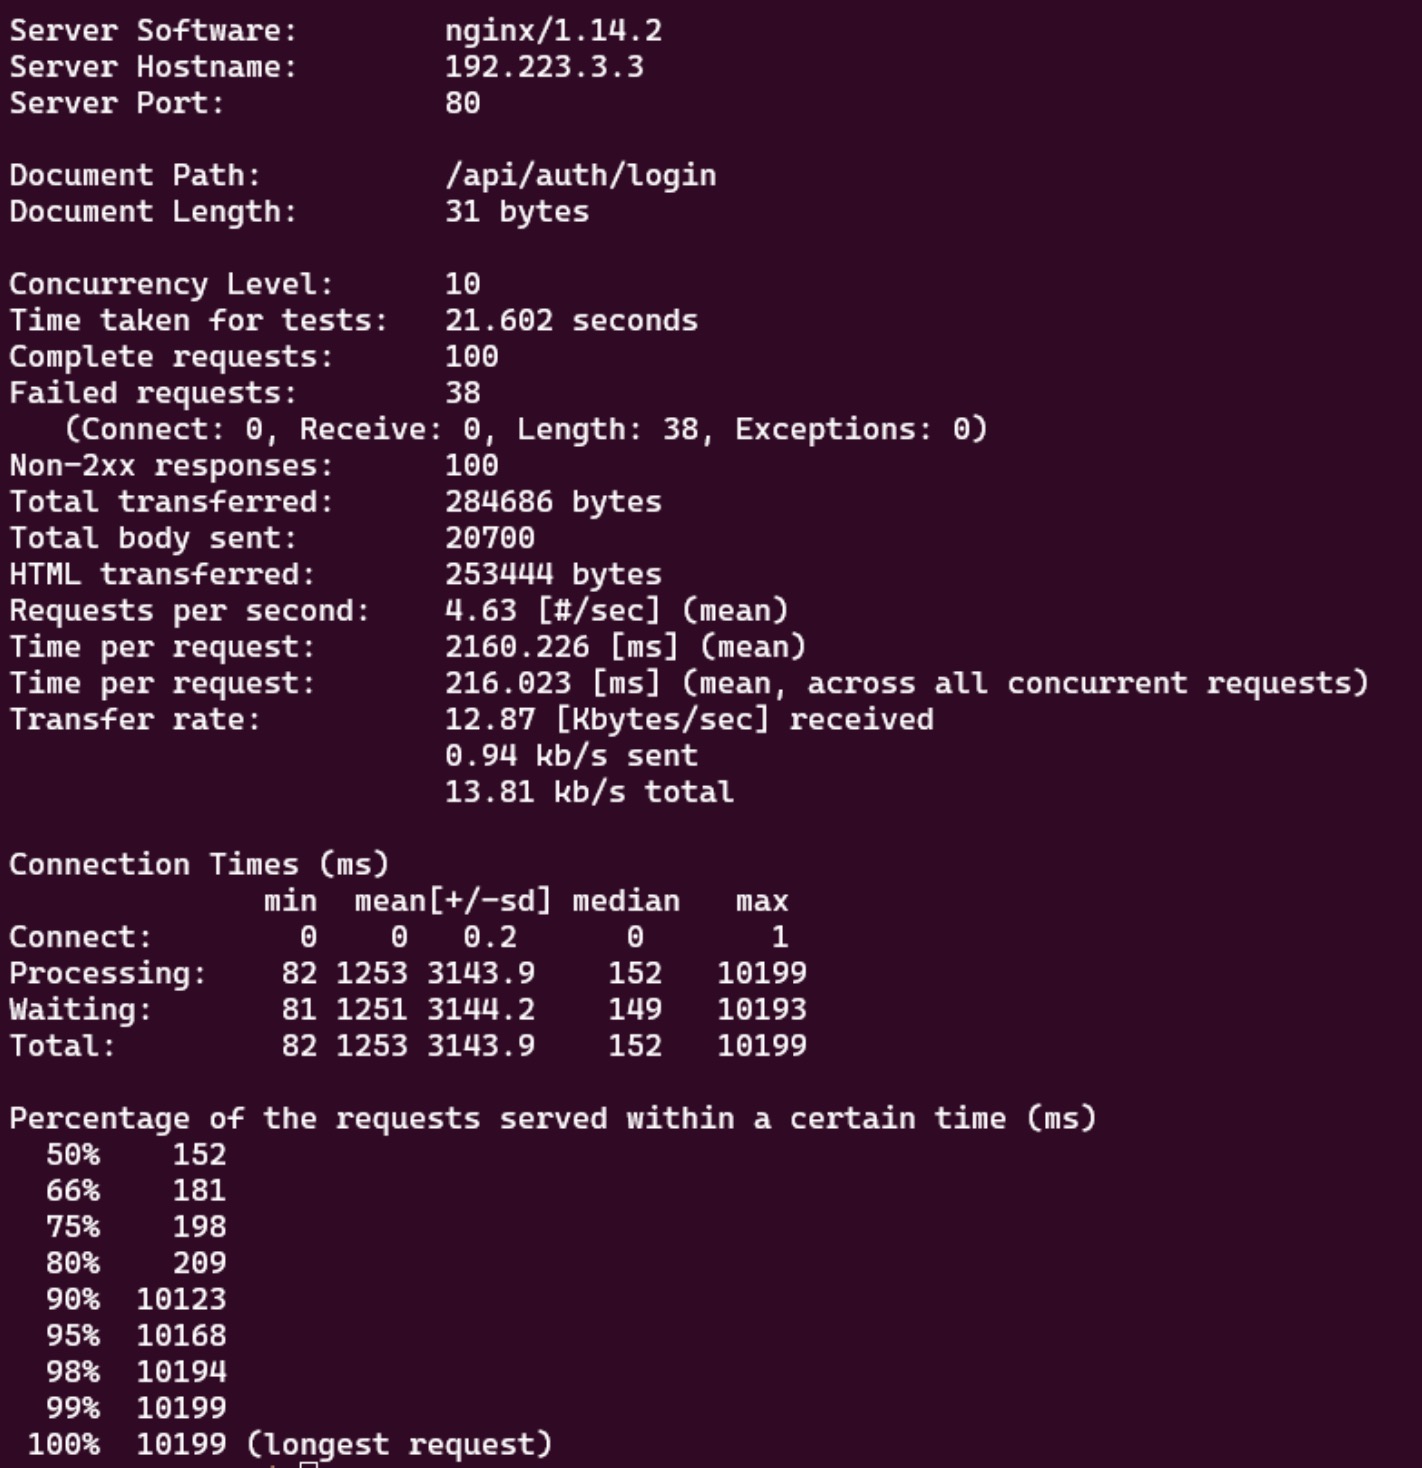 Server Software:        nginx/1.14.2
Server Hostname:        192.223.3.3
Server Port:            80

Document Path:          /api/auth/login
Document Length:        31 bytes

Concurrency Level:      10
Time taken for tests:   21.602 seconds
Complete requests:      100
Failed requests:        38
   (Connect: 0, Receive: 0, Length: 38, Exceptions: 0)
Non-2xx responses:      100
Total transferred:      284686 bytes
Total body sent:        20700
HTML transferred:       253444 bytes
Requests per second:    4.63 [#/sec] (mean)
Time per request:       2160.226 [ms] (mean)
Time per request:       216.023 [ms] (mean, across all concurrent requests)
Transfer rate:          12.87 [Kbytes/sec] received
                        0.94 kb/s sent
                        13.81 kb/s total

Connection Times (ms)
              min  mean[+/-sd] median   max
Connect:        0    0   0.2      0       1
Processing:    82 1253 3143.9    152   10199
Waiting:       81 1251 3144.2    149   10193
Total:         82 1253 3143.9    152   10199

Percentage of the requests served within a certain time (ms)
  50%    152
  66%    181
  75%    198
  80%    209
  90%  10123
  95%  10168
  98%  10194
  99%  10199
 100%  10199 (longest request)